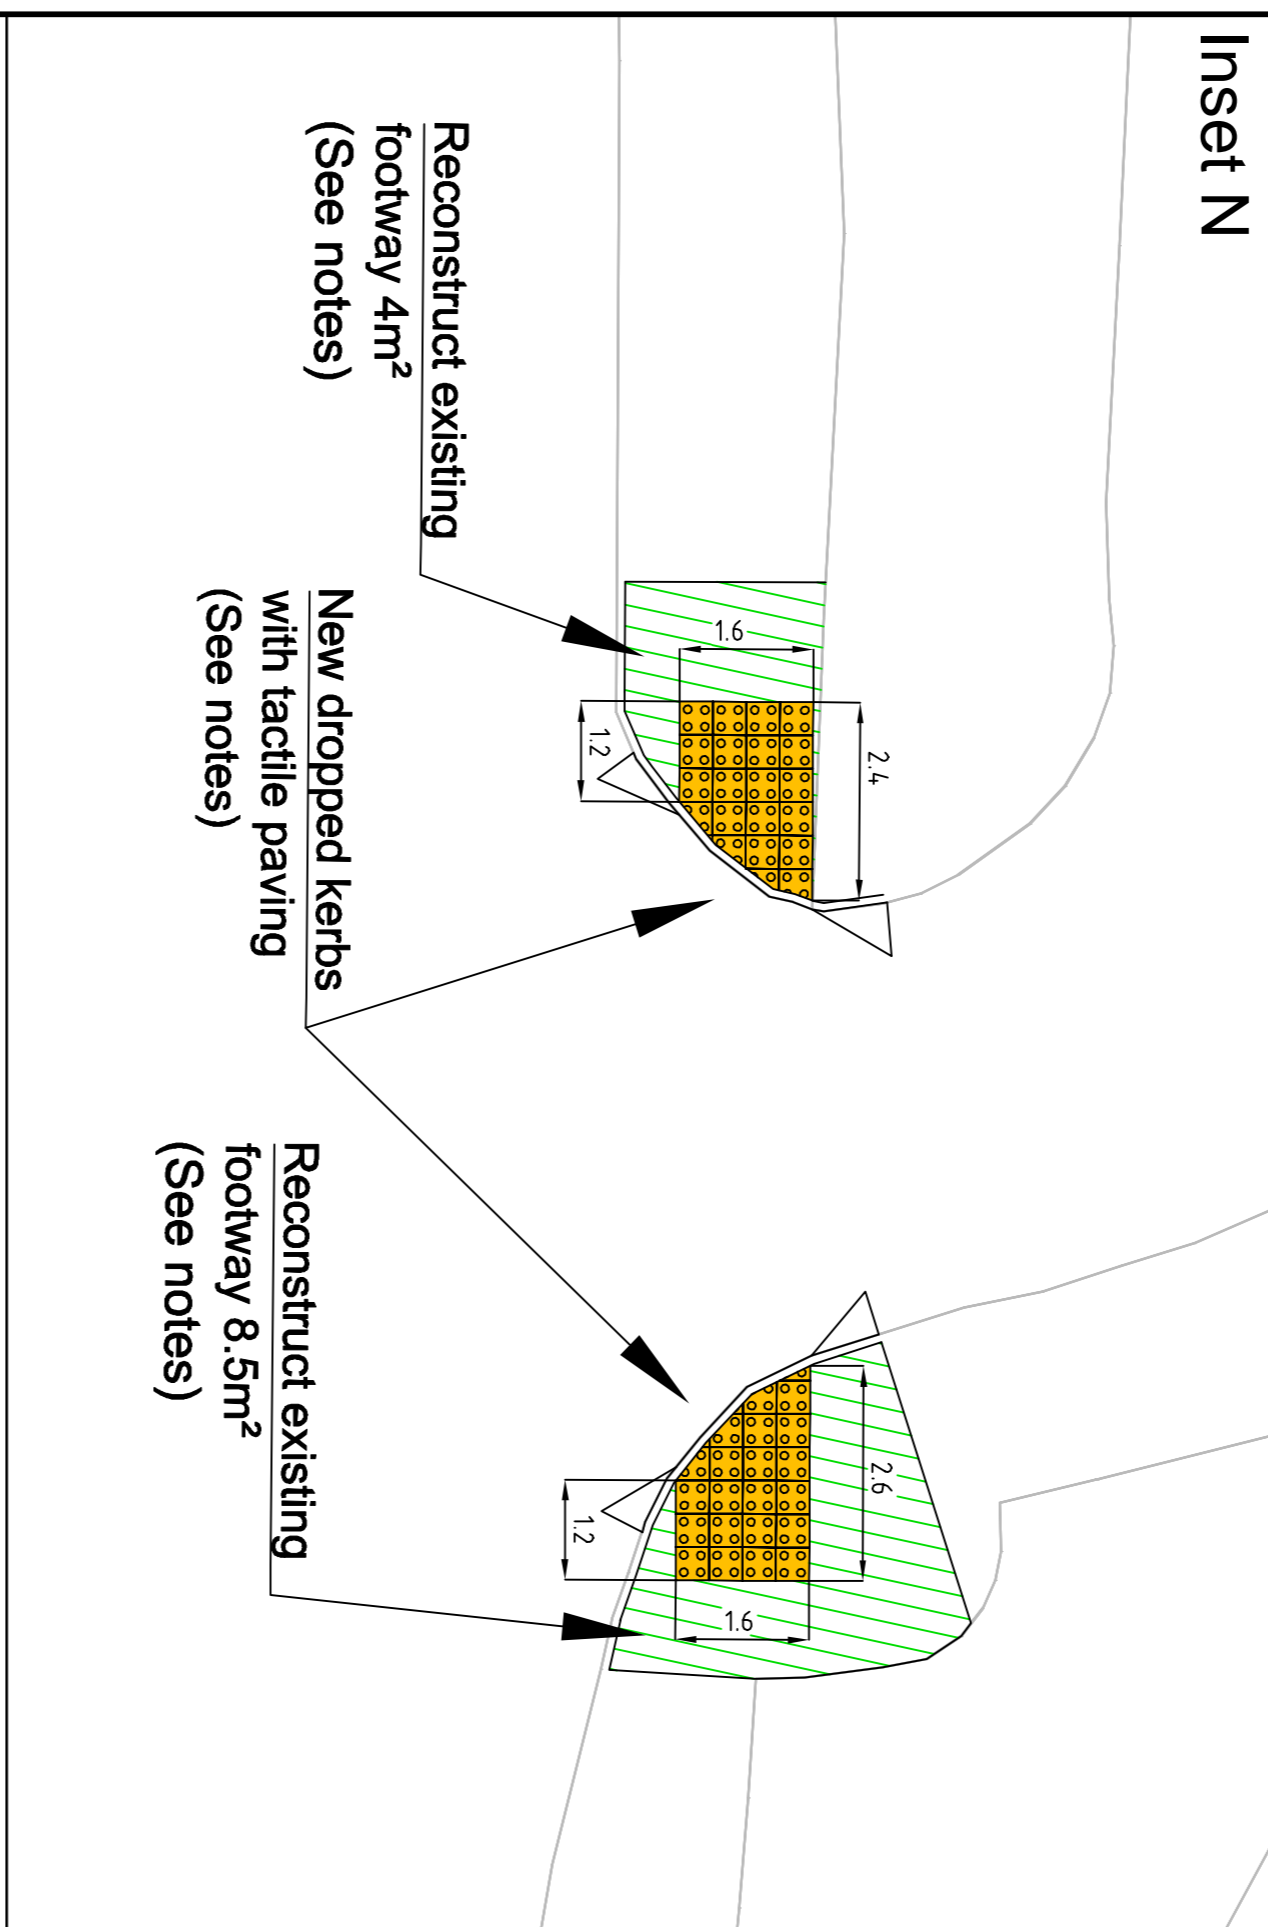 Inset N
Reconstruct existing
footway 4m²
(See notes)
New dropped kerbs
with tactile paving
(See notes)
Reconstruct existing
footway 8.5m²
(See notes)
1.6
2.4
1.2
2.6
1.2
1.6